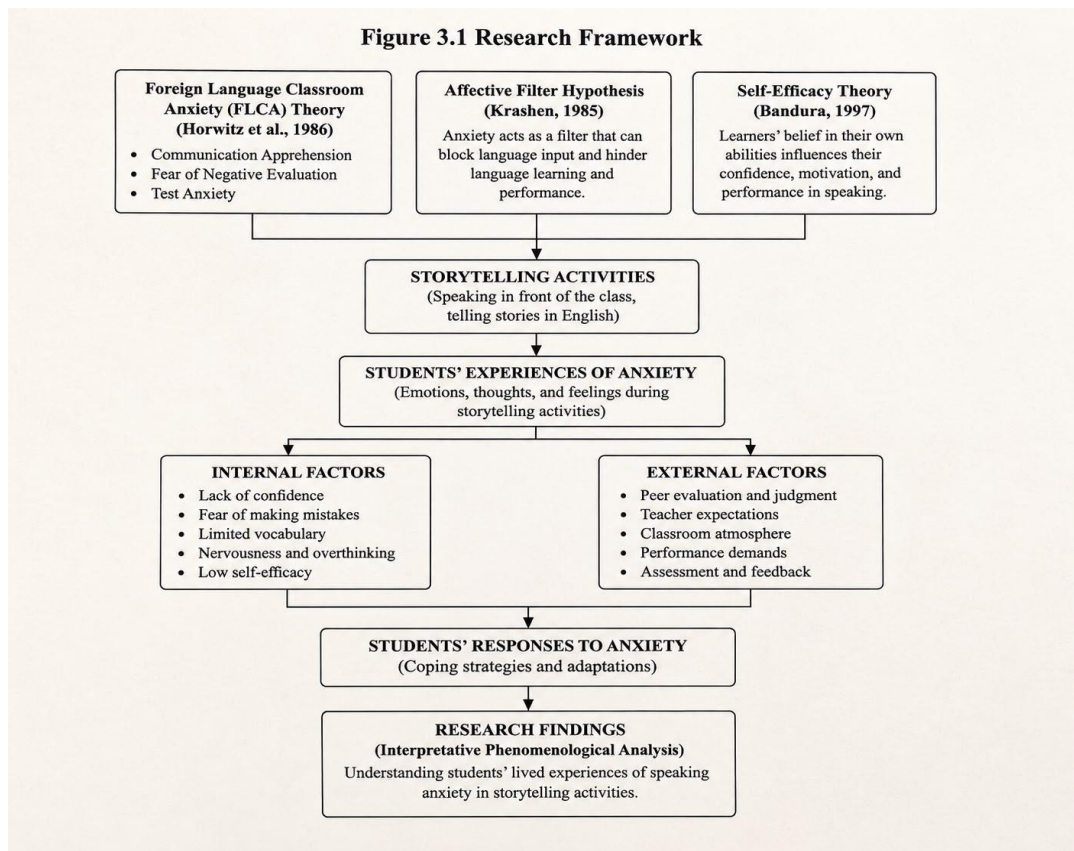 Figure 3.1 Research Framework
Foreign Language Classroom
Anxiety (FLCA) Theory
(Horwitz et al., 1986)
• Communication Apprehension
• Fear of Negative Evaluation
• Test Anxiety
Affective Filter Hypothesis
(Krashen, 1985)
Anxiety acts as a filter that can
block language input and hinder
language learning and
performance.
Self-Efficacy Theory
(Bandura, 1997)
Learners’ belief in their own
abilities influences their
confidence, motivation, and
performance in speaking.
STORYTELLING ACTIVITIES
(Speaking in front of the class,
telling stories in English)
STUDENTS’ EXPERIENCES OF ANXIETY
(Emotions, thoughts, and feelings during
storytelling activities)
INTERNAL FACTORS
• Lack of confidence
• Fear of making mistakes
• Limited vocabulary
• Nervousness and overthinking
• Low self-efficacy
EXTERNAL FACTORS
• Peer evaluation and judgment
• Teacher expectations
• Classroom atmosphere
• Performance demands
• Assessment and feedback
STUDENTS’ RESPONSES TO ANXIETY
(Coping strategies and adaptations)
RESEARCH FINDINGS
(Interpretative Phenomenological Analysis)
Understanding students’ lived experiences of speaking
anxiety in storytelling activities.